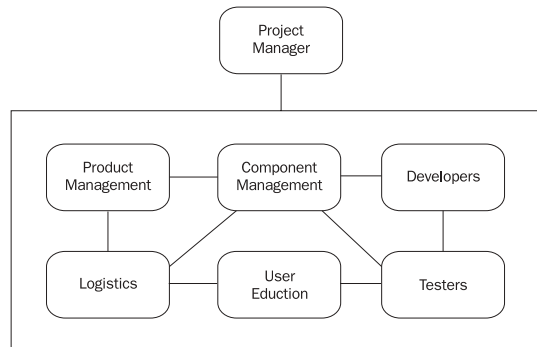 Project
Manager
Product
Management
Component
Management
Developers
Logistics
User
Eduction
Testers